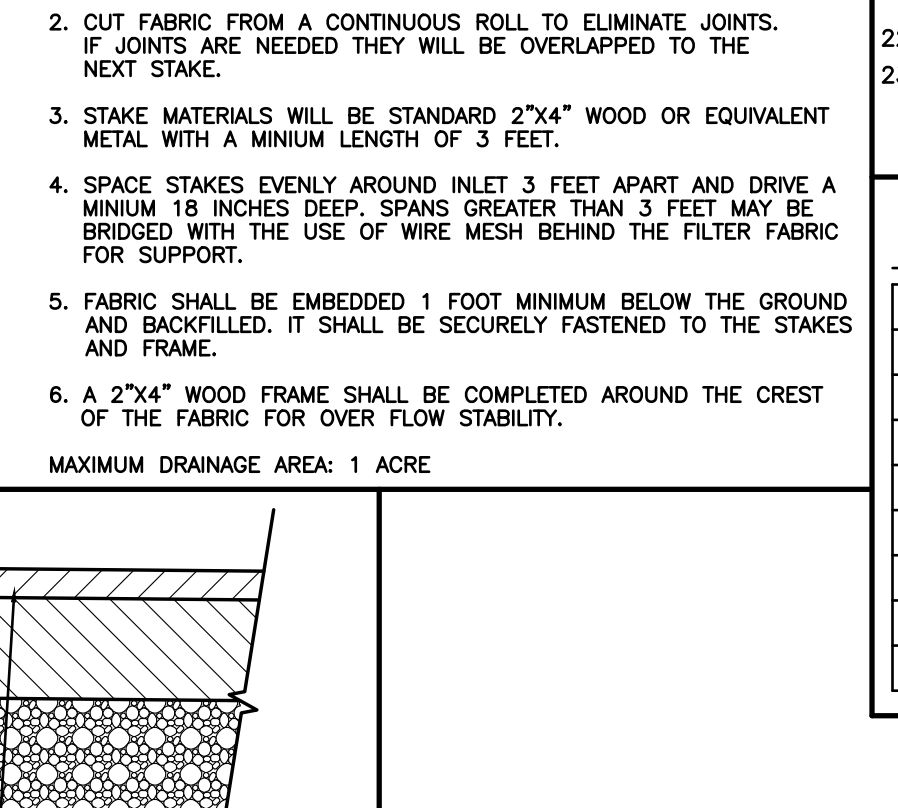 2. CUT FABRIC FROM A CONTINUOUS ROLL TO ELIMINATE JOINTS.
IF JOINTS ARE NEEDED THEY WILL BE OVERLAPPED TO THE
NEXT STAKE.
3. STAKE MATERIALS WILL BE STANDARD 2"X4" WOOD OR EQUIVALENT
METAL WITH A MINIUM LENGTH OF 3 FEET.
4. SPACE STAKES EVENLY AROUND INLET 3 FEET APART AND DRIVE A
MINIUM 18 INCHES DEEP. SPANS GREATER THAN 3 FEET MAY BE
BRIDGED WITH THE USE OF WIRE MESH BEHIND THE FILTER FABRIC
FOR SUPPORT.
5. FABRIC SHALL BE EMBEDDED 1 FOOT MINIMUM BELOW THE GROUND
AND BACKFILLED. IT SHALL BE SECURELY FASTENED TO THE STAKES
AND FRAME.
6. A 2"X4" WOOD FRAME SHALL BE COMPLETED AROUND THE CREST
OF THE FABRIC FOR OVER FLOW STABILITY.
MAXIMUM DRAINAGE AREA: 1 ACRE